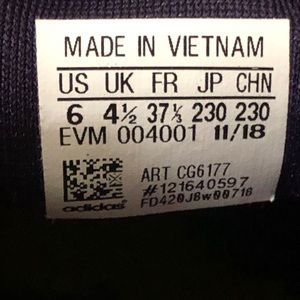 MADE IN VIETNAM
US UK FR JP CHN
6 4½ 37⅓ 230 230
EVM 004001 11/18
ART CG6177
#121640597
adidas FD420J8w00718